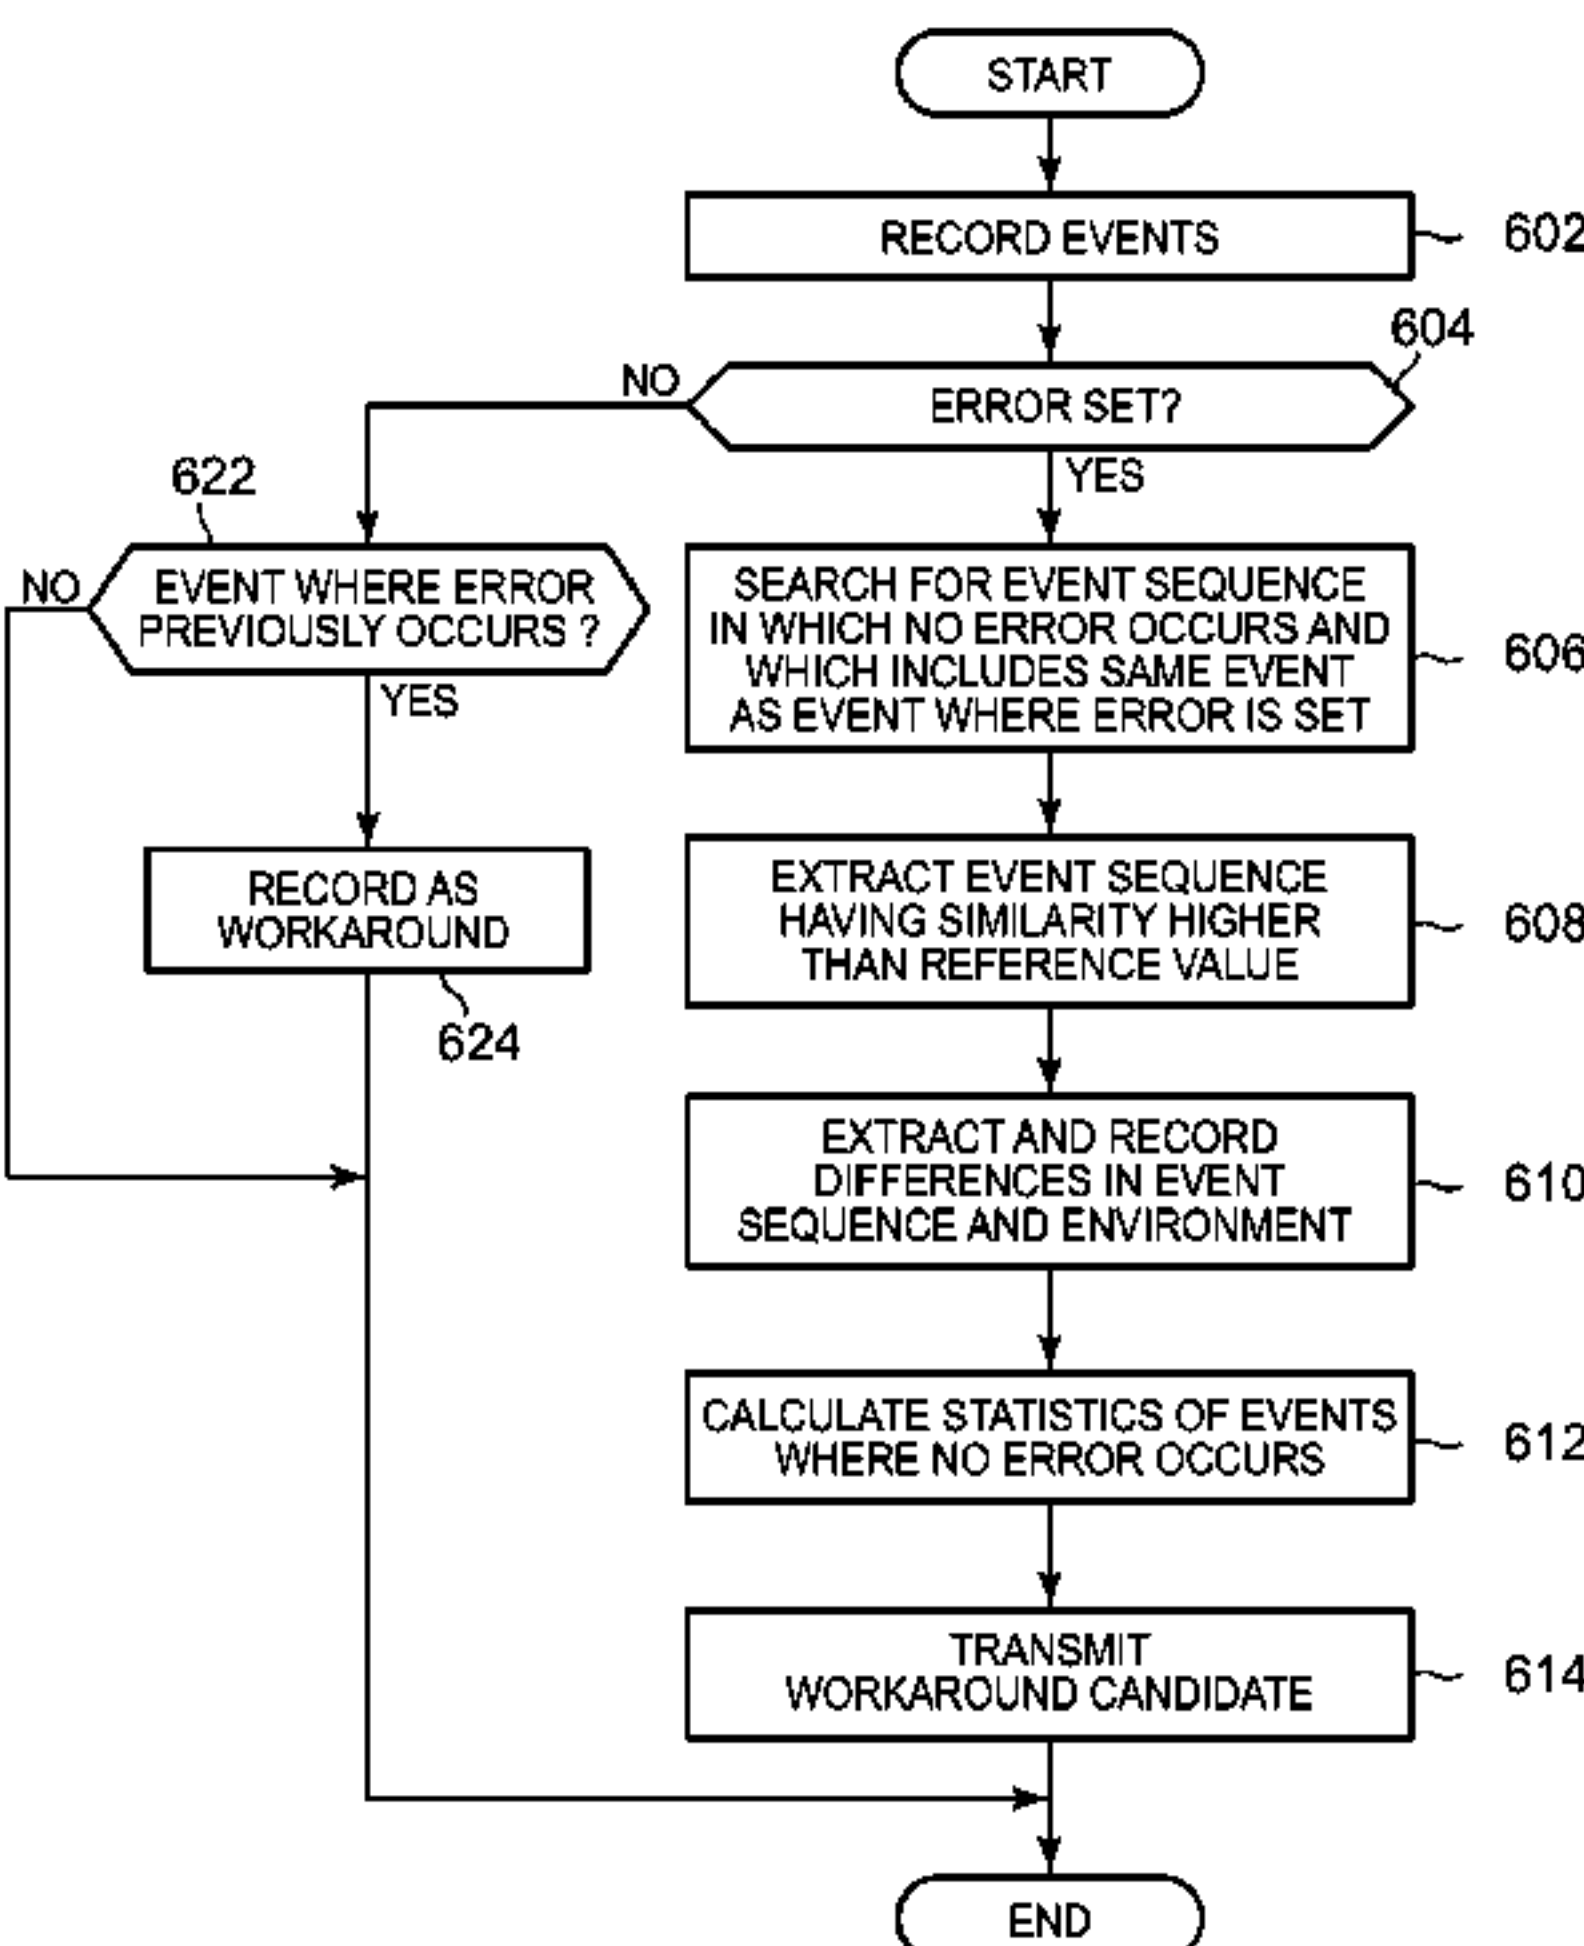 START
RECORD EVENTS
602
604
NO
ERROR SET?
YES
622
NO
EVENT WHERE ERROR
PREVIOUSLY OCCURS ?
YES
SEARCH FOR EVENT SEQUENCE
IN WHICH NO ERROR OCCURS AND
WHICH INCLUDES SAME EVENT
AS EVENT WHERE ERROR IS SET
606
RECORD AS
WORKAROUND
624
EXTRACT EVENT SEQUENCE
HAVING SIMILARITY HIGHER
THAN REFERENCE VALUE
608
EXTRACT AND RECORD
DIFFERENCES IN EVENT
SEQUENCE AND ENVIRONMENT
610
CALCULATE STATISTICS OF EVENTS
WHERE NO ERROR OCCURS
612
TRANSMIT
WORKAROUND CANDIDATE
614
END